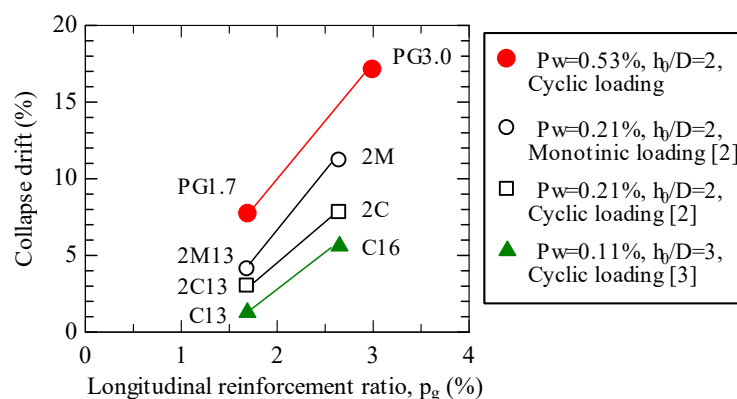 20
15
10
5
0
0
1
2
3
4
Collapse drift (%)
Longitudinal reinforcement ratio, pg (%)
PG3.0
PG1.7
2M
2C
2M13
2C13
C16
C13
Pw=0.53%, h0/D=2,
Cyclic loading
Pw=0.21%, h0/D=2,
Monotinic loading [2]
Pw=0.21%, h0/D=2,
Cyclic loading [2]
Pw=0.11%, h0/D=3,
Cyclic loading [3]